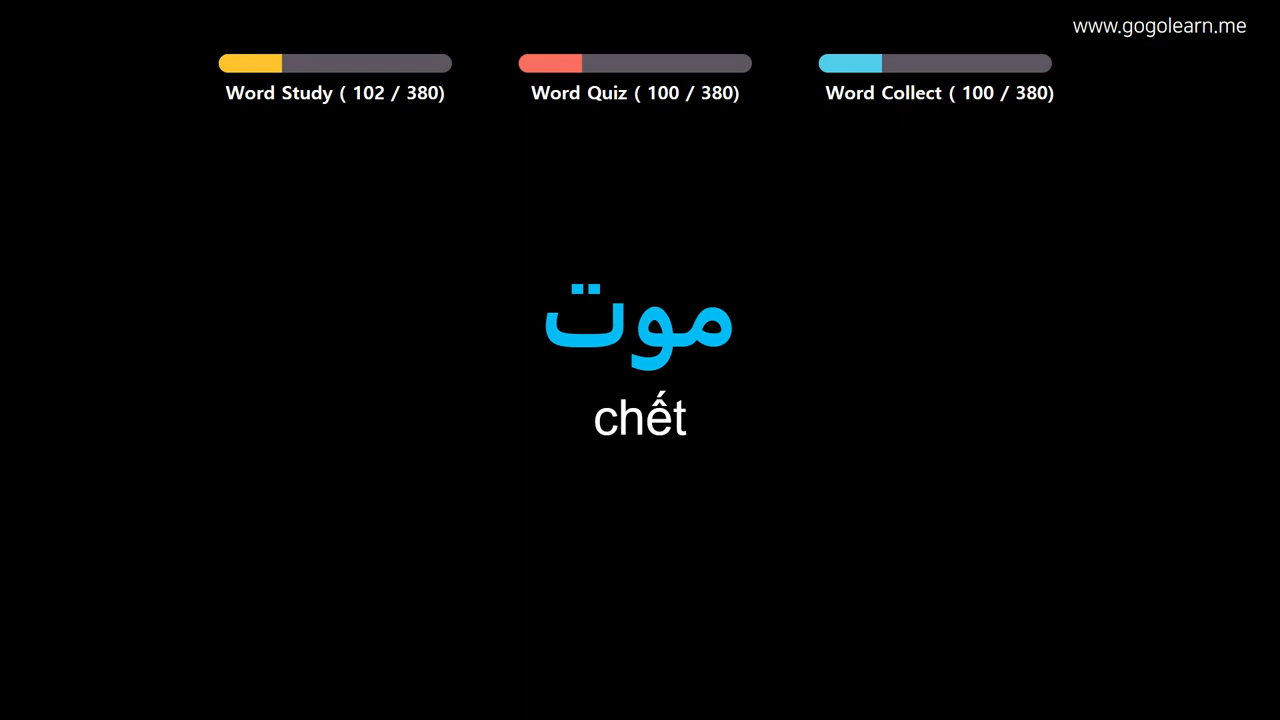 www.gogolearn.me
Word Study ( 102 / 380)
Word Quiz ( 100 / 380)
Word Collect ( 100 / 380)
موت
chết